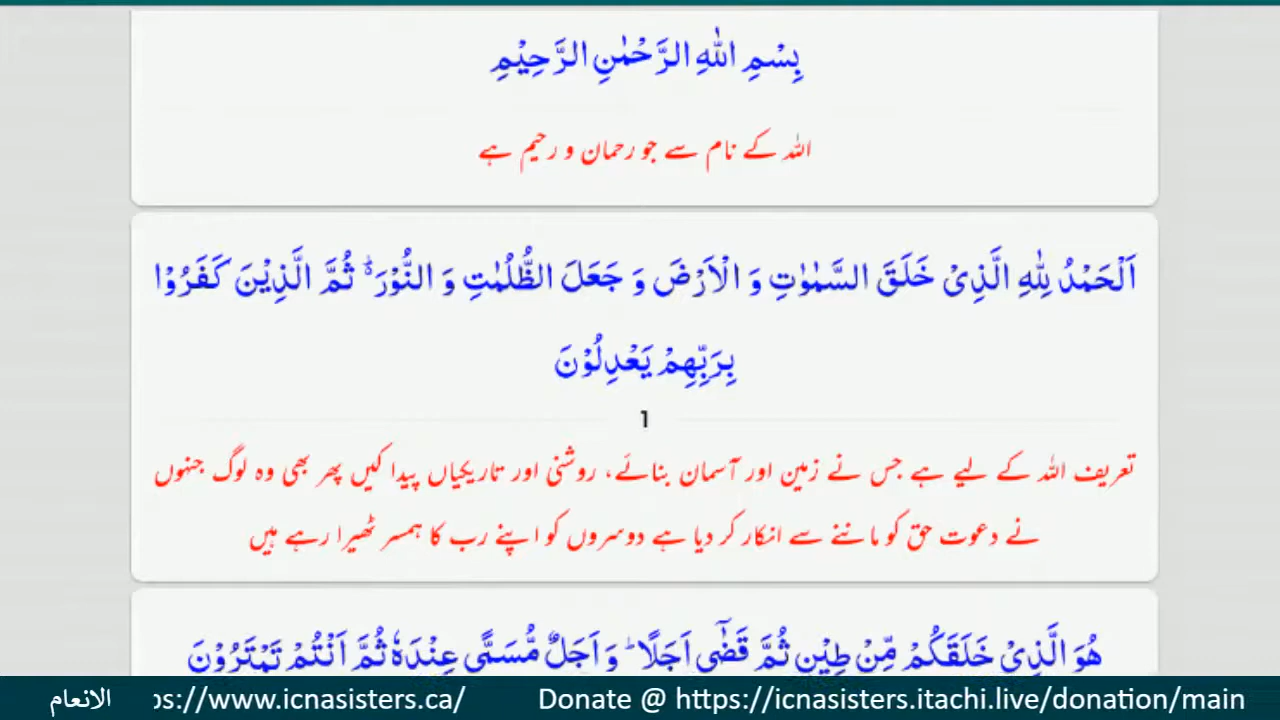 بِسْمِ اللّٰهِ الرَّحْمٰنِ الرَّحِيْمِ
اللہ کے نام سے جو رحمان و رحیم ہے
اَلْحَمْدُ لِلّٰهِ الَّذِىْ خَلَقَ السَّمٰوٰتِ وَ الْاَرْضَ وَ جَعَلَ الظُّلُمٰتِ وَ النُّوْرَ ؕ۬ ثُمَّ الَّذِيْنَ كَفَرُوْا
بِرَبِّهِمْ يَعْدِلُوْنَ
1
تعریف اللہ کے لیے ہے جس نے زمین اور آسمان بنائے، روشنی اور تاریکیاں پیدا کیں پھر بھی وہ لوگ جنہوں
نے دعوت حق کو ماننے سے انکار کر دیا ہے دوسروں کو اپنے رب کا ہمسر ٹھیرا رہے ہیں
هُوَ الَّذِىْ خَلَقَكُمْ مِّنْ طِيْنٍ ثُمَّ قَضٰۤى اَجَلًا ؕ وَ اَجَلٌ مُّسَمًّى عِنْدَهٗ ثُمَّ اَنْتُمْ تَمْتَرُوْنَ
الانعام ps://www.icnasisters.ca/ Donate @ https://icnasisters.itachi.live/donation/main